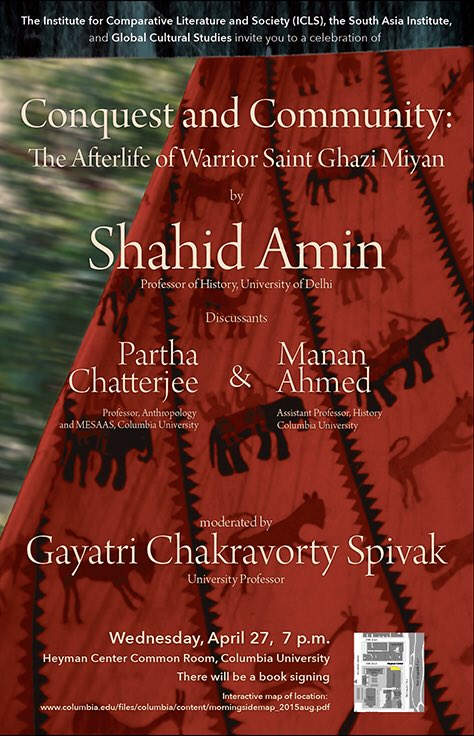 The Institute for Comparative Literature and Society (ICLS), the South Asia Institute,
and Global Cultural Studies invite you to a celebration of
Conquest and Community:
The Afterlife of Warrior Saint Ghazi Miyan
by
Shahid Amin
Professor of History, University of Delhi
Discussants
Partha
Chatterjee
Professor, Anthropology
and MESAAS, Columbia University
&
Manan
Ahmed
Assistant Professor, History
Columbia University
moderated by
Gayatri Chakravorty Spivak
University Professor
Wednesday, April 27, 7 p.m.
Heyman Center Common Room, Columbia University
There will be a book signing
Interactive map of location:
www.columbia.edu/files/columbia/content/morningsidemap_2015aug.pdf